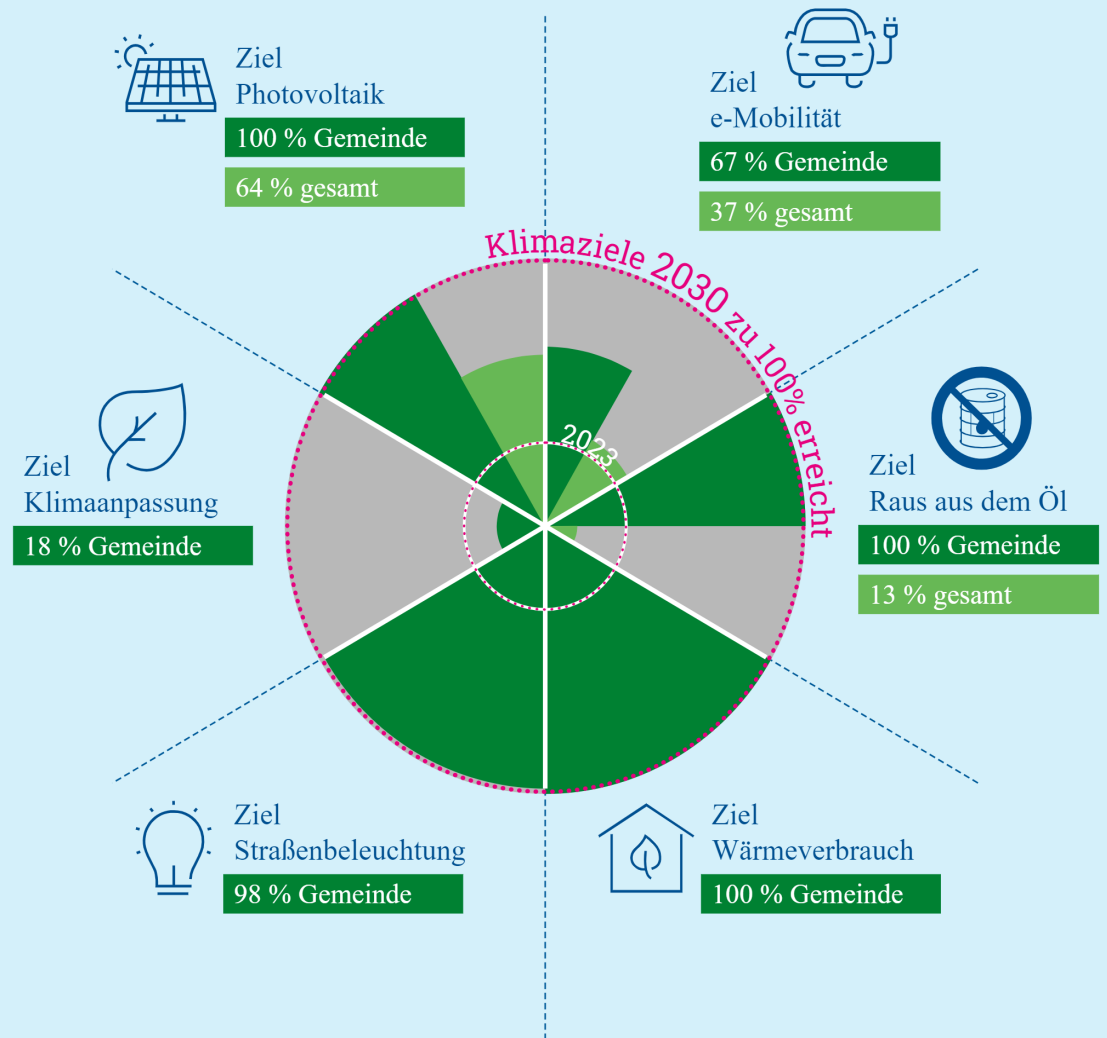 Ziel
Photovoltaik
100 % Gemeinde
64 % gesamt
Ziel
e-Mobilität
67 % Gemeinde
37 % gesamt
Klimaziele 2030 zu 100% erreicht
2023
Ziel
Klimaanpassung
18 % Gemeinde
Ziel
Raus aus dem Öl
100 % Gemeinde
13 % gesamt
Ziel
Straßenbeleuchtung
98 % Gemeinde
Ziel
Wärmeverbrauch
100 % Gemeinde